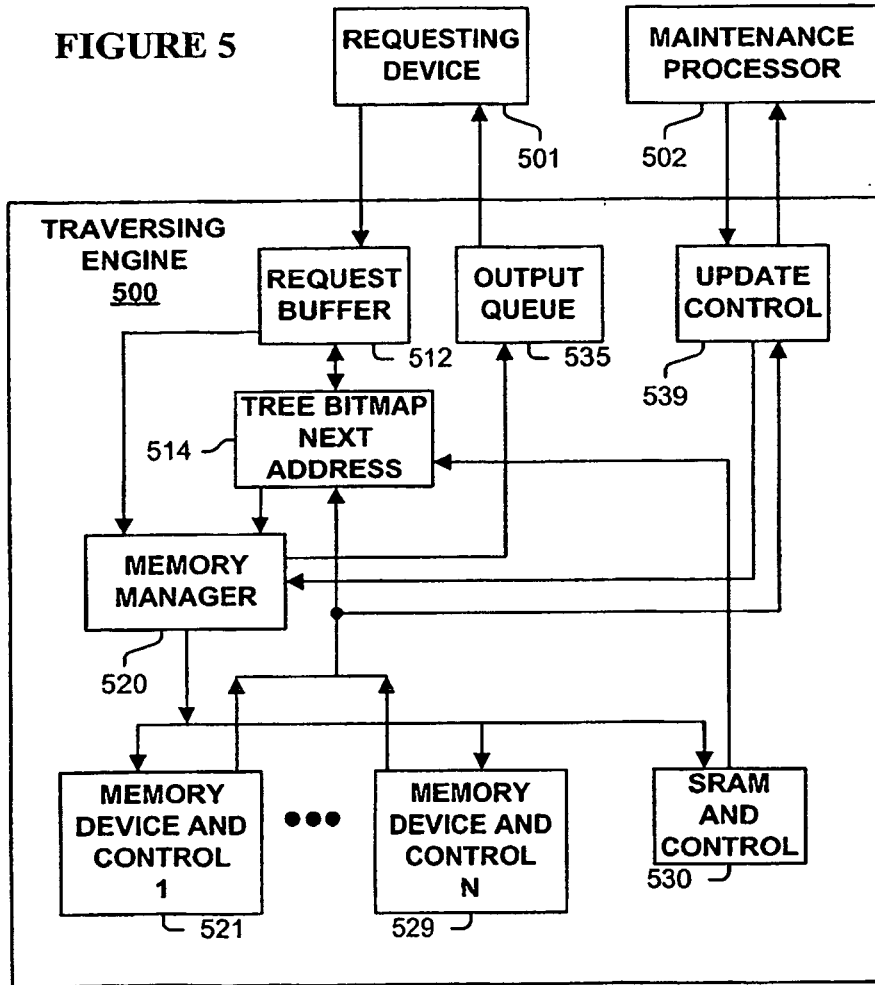 FIGURE 5
REQUESTING
DEVICE
501
MAINTENANCE
PROCESSOR
502
TRAVERSING
ENGINE
500
REQUEST
BUFFER
512
OUTPUT
QUEUE
535
UPDATE
CONTROL
539
514
TREE BITMAP
NEXT
ADDRESS
MEMORY
MANAGER
520
MEMORY
DEVICE AND
CONTROL
1
521
MEMORY
DEVICE AND
CONTROL
N
529
SRAM
AND
CONTROL
530